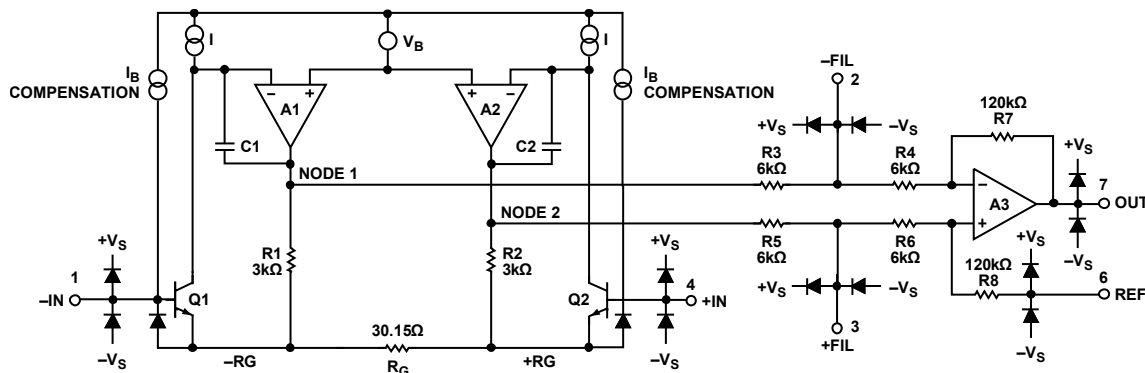 I
VB
I
IB
COMPENSATION
IB
COMPENSATION
–
+
A1
+
–
A2
C1
C2
NODE 1
NODE 2
R1
3kΩ
R2
3kΩ
+VS
1
–IN
–VS
Q1
Q2
+VS
4
+IN
–VS
30.15Ω
RG
–RG
+RG
–FIL
2
+VS
–VS
R3
6kΩ
R4
6kΩ
120kΩ
R7
R5
6kΩ
R6
6kΩ
–
+
A3
+VS
7
OUT
–VS
120kΩ
R8
+VS
6
REF
–VS
+VS
–VS
3
+FIL